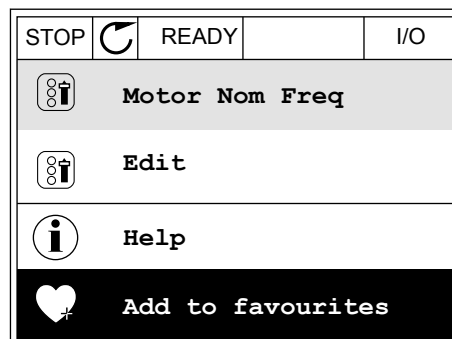 STOP READY I/O
Motor Nom Freq
Edit
Help
Add to favourites